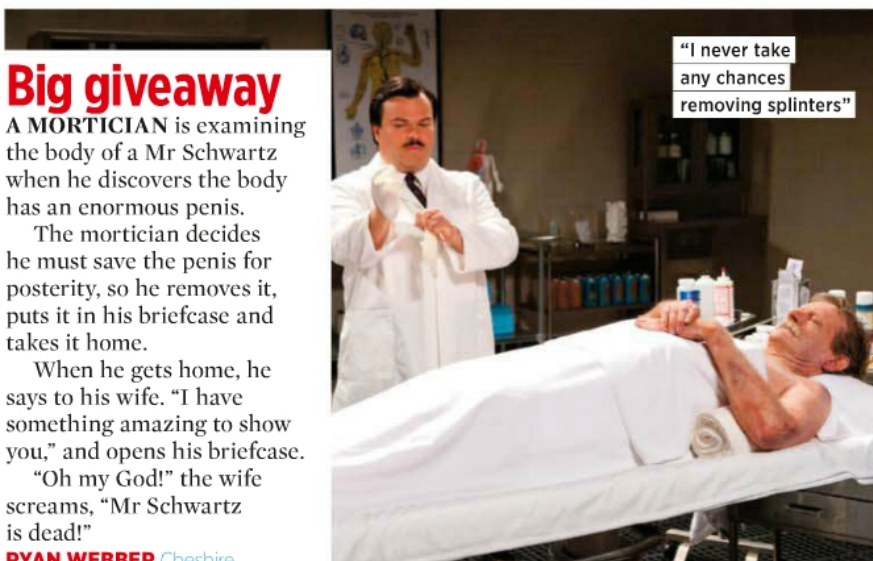 Big giveaway
A MORTICIAN is examining
the body of a Mr Schwartz
when he discovers the body
has an enormous penis.
The mortician decides
he must save the penis for
posterity, so he removes it,
puts it in his briefcase and
takes it home.
When he gets home, he
says to his wife. “I have
something amazing to show
you,” and opens his briefcase.
“Oh my God!” the wife
screams, “Mr Schwartz
is dead!”
RYAN WEBBER Cheshire
“I never take
any chances
removing splinters”